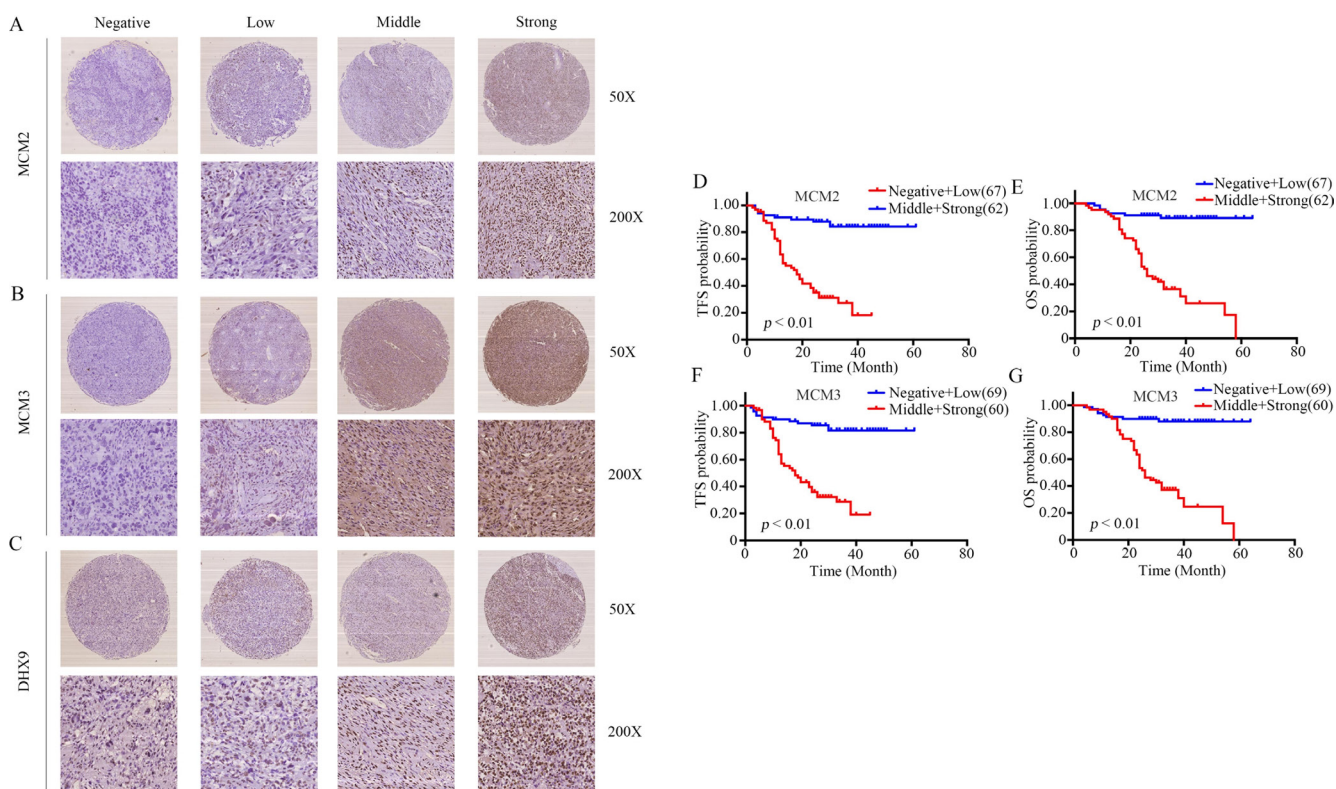 A
Negative
Low
Middle
Strong
MCM2
50X
200X
B
MCM3
50X
200X
C
DHX9
50X
200X
D
MCM2
Negative+Low(67)
Middle+Strong(62)
TFS probability
1.00
0.80
0.60
0.40
0.20
0
p < 0.01
0 20 40 60 80
Time (Month)
E
MCM2
Negative+Low(67)
Middle+Strong(62)
OS probability
1.00
0.80
0.60
0.40
0.20
0
p < 0.01
0 20 40 60 80
Time (Month)
F
MCM3
Negative+Low(69)
Middle+Strong(60)
TFS probability
1.00
0.80
0.60
0.40
0.20
0
p < 0.01
0 20 40 60 80
Time (Month)
G
MCM3
Negative+Low(69)
Middle+Strong(60)
OS probability
1.00
0.80
0.60
0.40
0.20
0
p < 0.01
0 20 40 60 80
Time (Month)